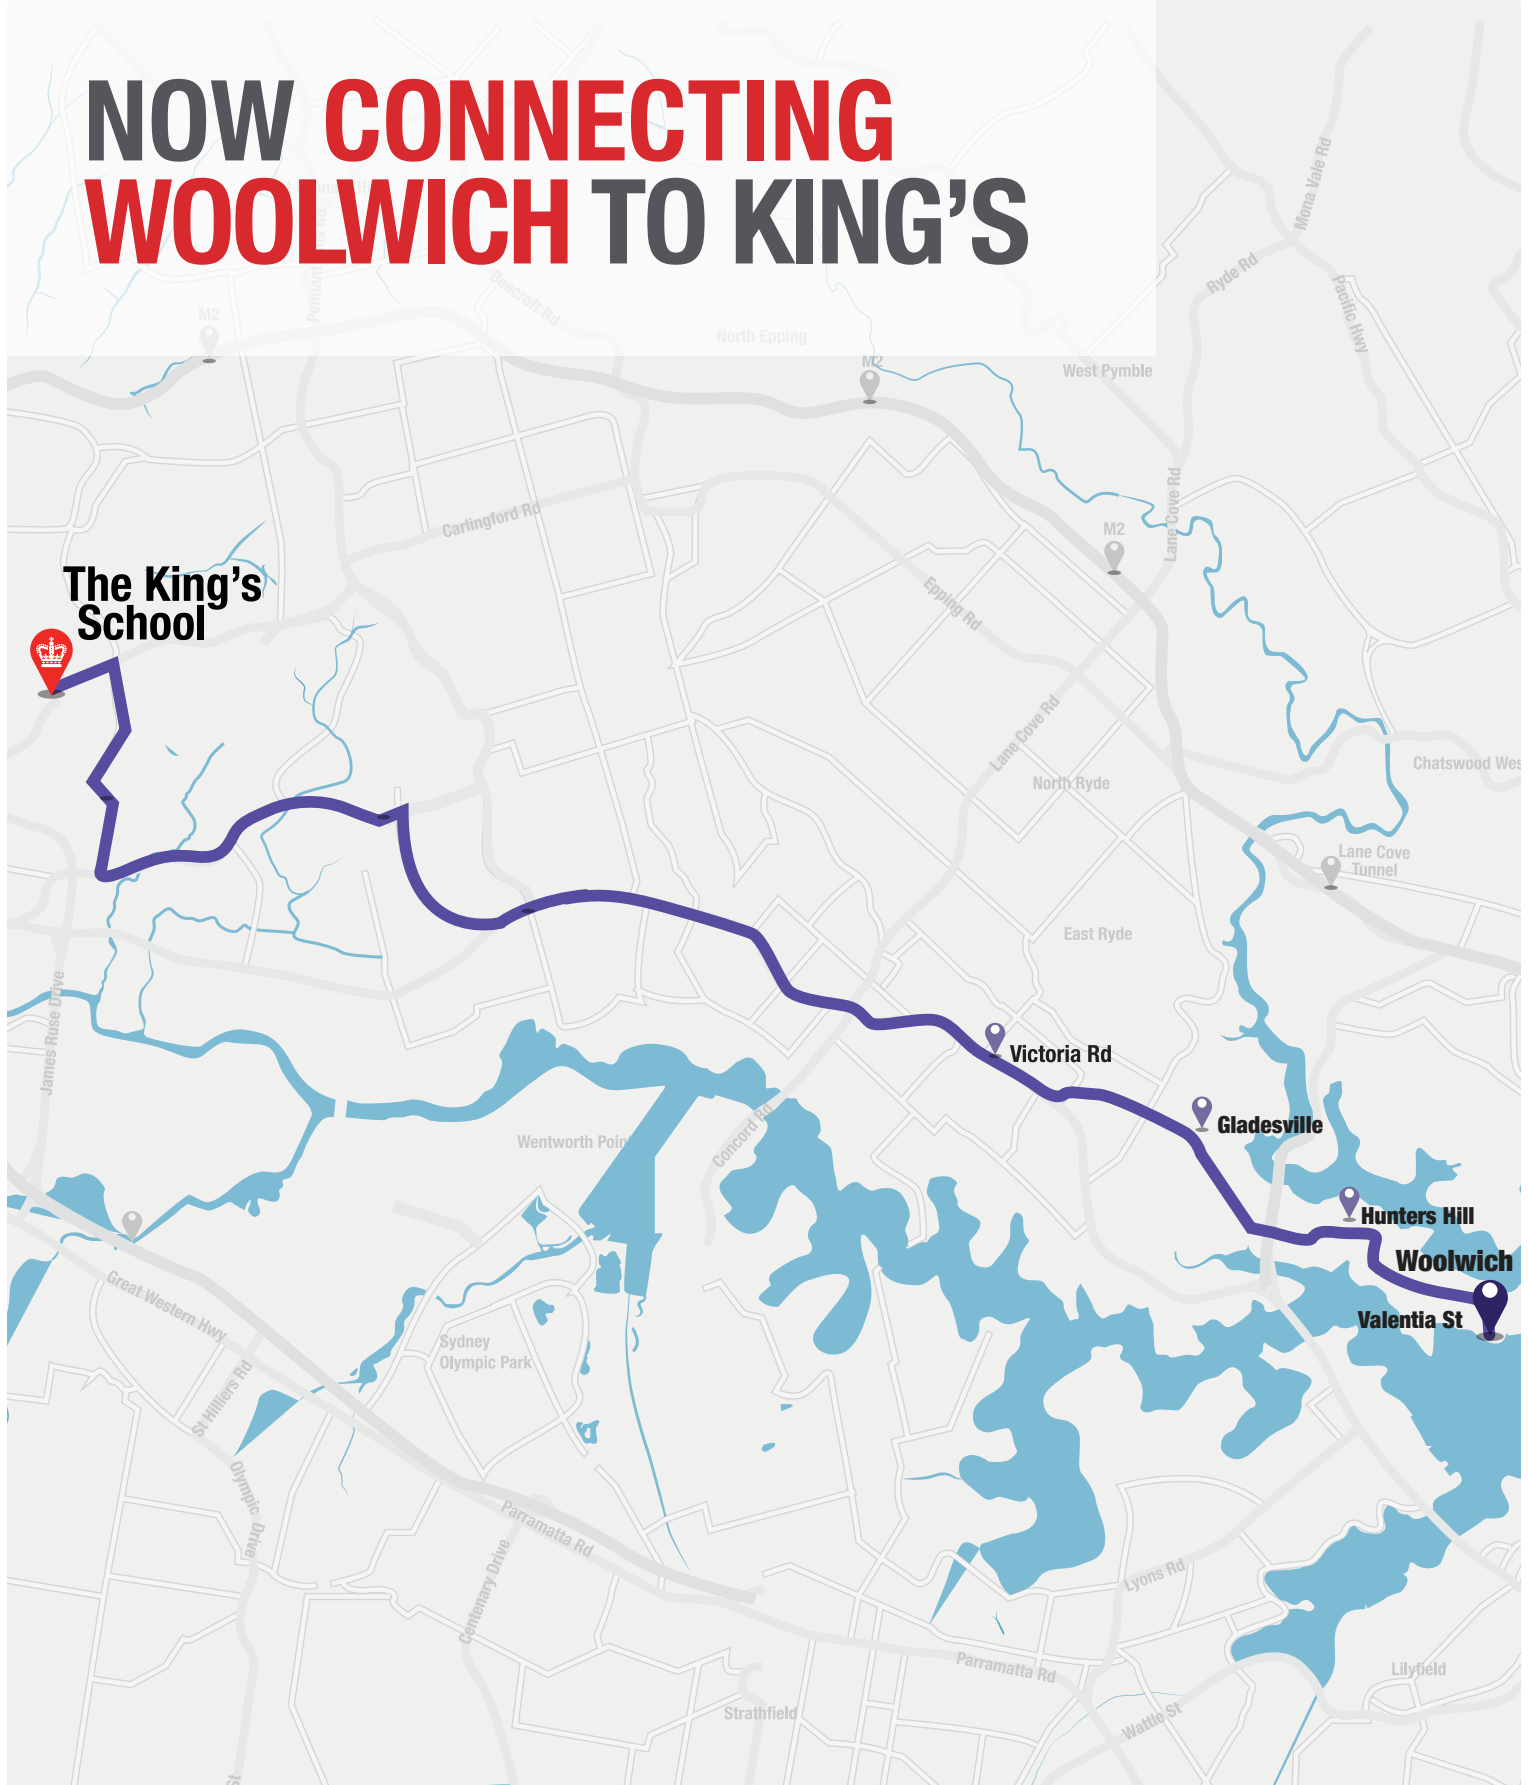 NOW CONNECTING
WOOLWICH TO KING'S
M2
Beecroft Rd
North Epping
M2
West Pymble
Ryde Rd
Mona Vale Rd
Pacific Hwy
Carlingford Rd
M2
Lane Cove Rd
Epping Rd
The King's
School
Lane Cove Rd
North Ryde
Chatswood Wes
Lane Cove
Tunnel
East Ryde
James Ruse Drive
Victoria Rd
Gladesville
Wentworth Poin
Concord Rd
Hunters Hill
Woolwich
Valentia St
Great Western Hwy
Sydney
Olympic Park
St Hilliers Rd
Olympic Drive
Parramatta Rd
Centenary Drive
Lyons Rd
Parramatta Rd
Lilyfield
Strathfield
Wattle St
St